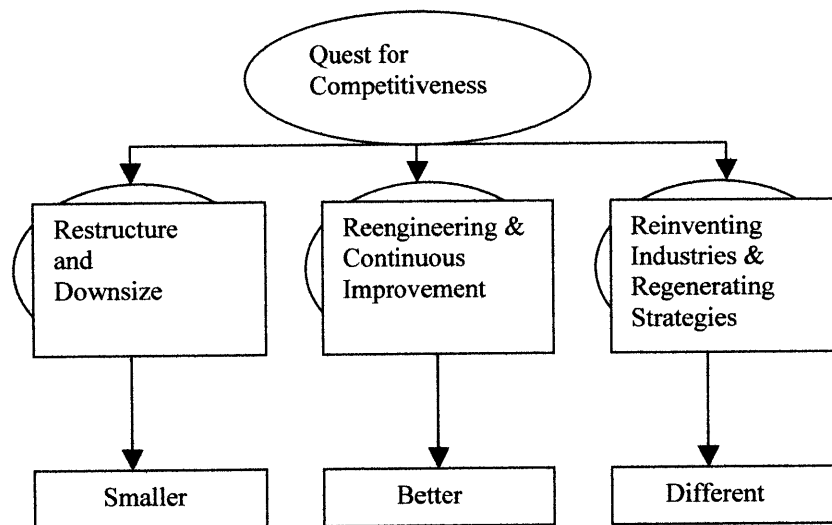 Quest for
Competitiveness
Restructure
and
Downsize
Reengineering &
Continuous
Improvement
Reinventing
Industries &
Regenerating
Strategies
Smaller
Better
Different